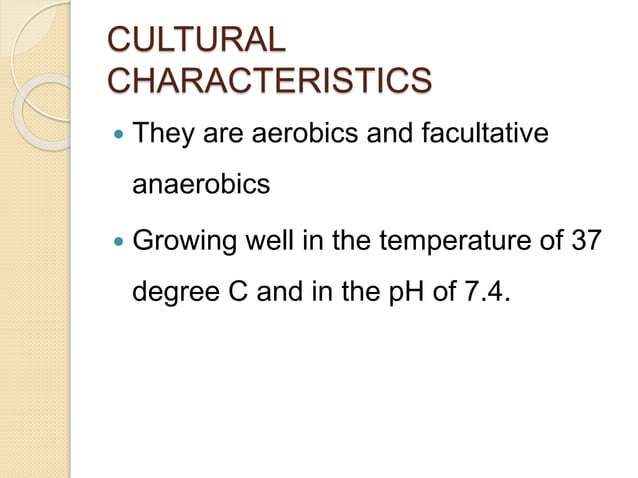 CULTURAL
CHARACTERISTICS
• They are aerobics and facultative
anaerobics
• Growing well in the temperature of 37
degree C and in the pH of 7.4.